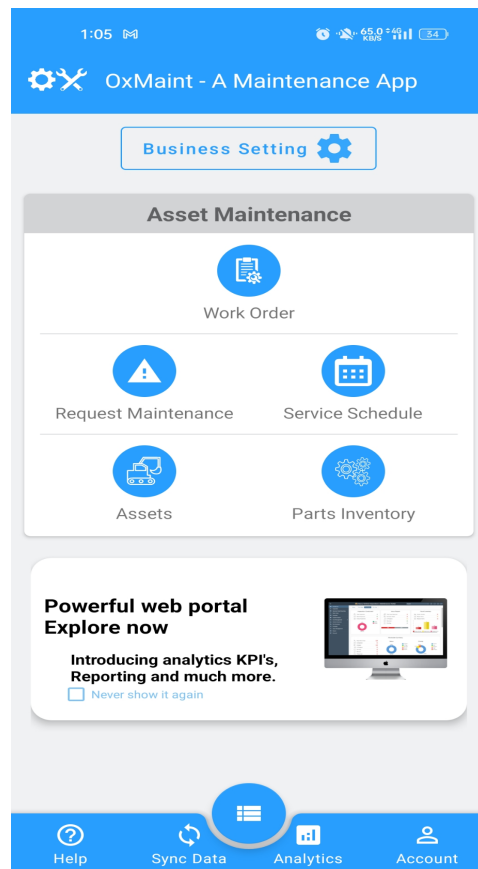 1:05
65.0 4G
KB/S
34
OxMaint - A Maintenance App
Business Setting
Asset Maintenance
Work Order
Request Maintenance
Service Schedule
Assets
Parts Inventory
Powerful web portal
Explore now
Introducing analytics KPI's,
Reporting and much more.
Never show it again
Help
Sync Data
Analytics
Account